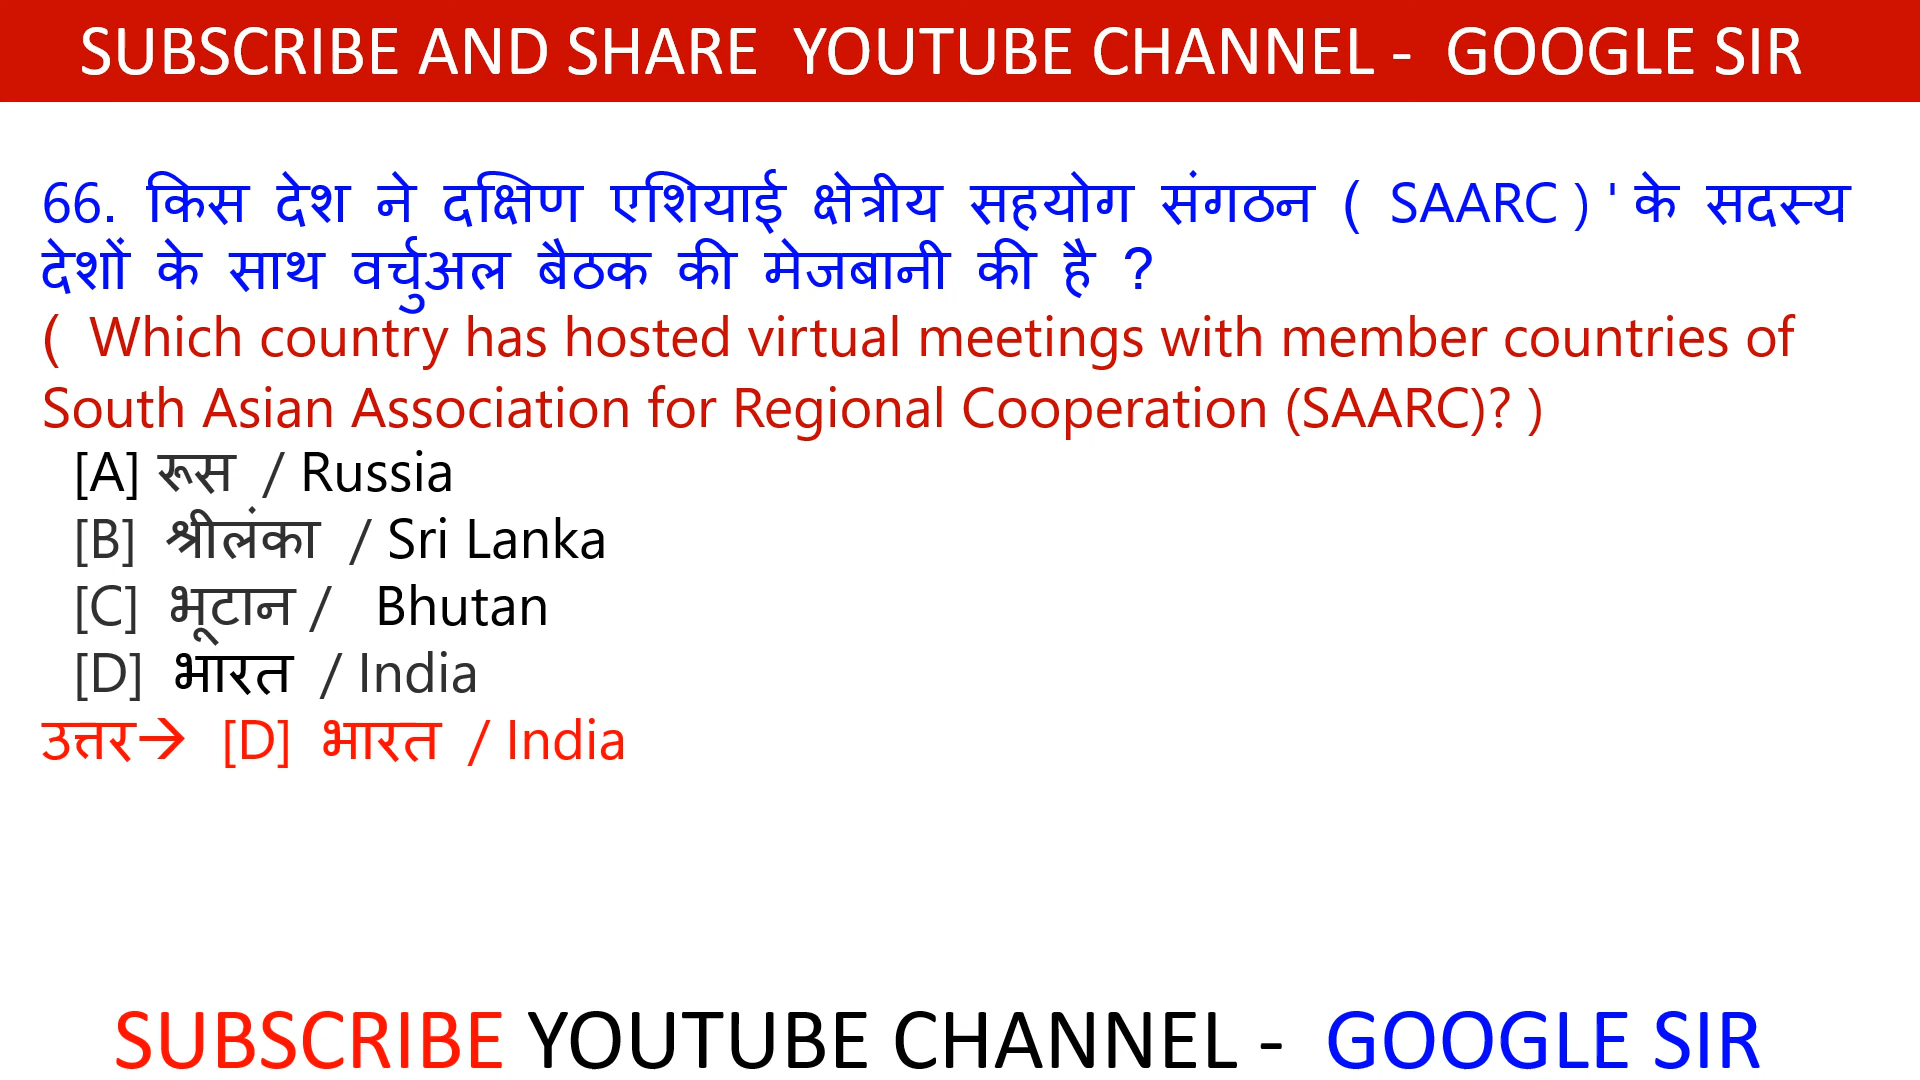 SUBSCRIBE AND SHARE YOUTUBE CHANNEL - GOOGLE SIR
66. किस देश ने दक्षिण एशियाई क्षेत्रीय सहयोग संगठन ( SAARC ) ' के सदस्य
देशों के साथ वर्चुअल बैठक की मेजबानी की है ?
( Which country has hosted virtual meetings with member countries of
South Asian Association for Regional Cooperation (SAARC)? )
[A] रूस / Russia
[B] श्रीलंका / Sri Lanka
[C] भूटान / Bhutan
[D] भारत / India
उत्तर→ [D] भारत / India
SUBSCRIBE YOUTUBE CHANNEL - GOOGLE SIR